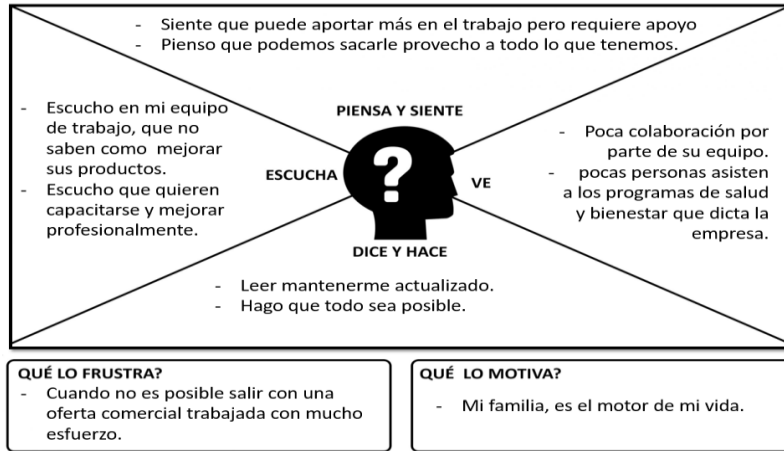 - Siente que puede aportar más en el trabajo pero requiere apoyo
- Pienso que podemos sacarle provecho a todo lo que tenemos.
PIENSA Y SIENTE
- Escucho en mi equipo
de trabajo, que no
saben como mejorar
sus productos.
- Escucho que quieren
capacitarse y mejorar
profesionalmente.
ESCUCHA
?
VE
- Poca colaboración por
parte de su equipo.
- pocas personas asisten
a los programas de salud
y bienestar que dicta la
empresa.
DICE Y HACE
- Leer mantenerme actualizado.
- Hago que todo sea posible.
QUÉ LO FRUSTRA?
- Cuando no es posible salir con una
oferta comercial trabajada con mucho
esfuerzo.
QUÉ LO MOTIVA?
- Mi familia, es el motor de mi vida.